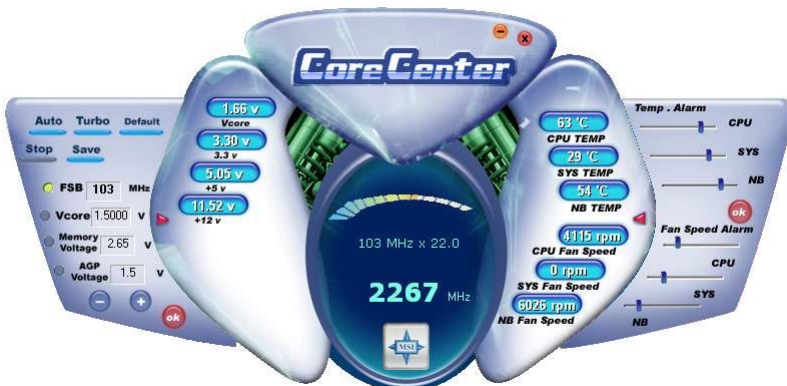 CoreCenter
Auto Turbo Default
Stop Save
FSB 103 MHz
Vcore 1.5000 v
Memory Voltage 2.65 v
AGP Voltage 1.5 v
ok
1.66 v
Vcore
3.30 v
3.3 v
5.05 v
+5 v
11.52 v
+12 v
103 MHz x 22.0
2267 MHz
MSI
63 °C
CPU TEMP
29 °C
SYS TEMP
54 °C
NB TEMP
4115 rpm
CPU Fan Speed
0 rpm
SYS Fan Speed
6026 rpm
NB Fan Speed
Temp . Alarm
CPU
SYS
NB
ok
Fan Speed Alarm
CPU
SYS
NB